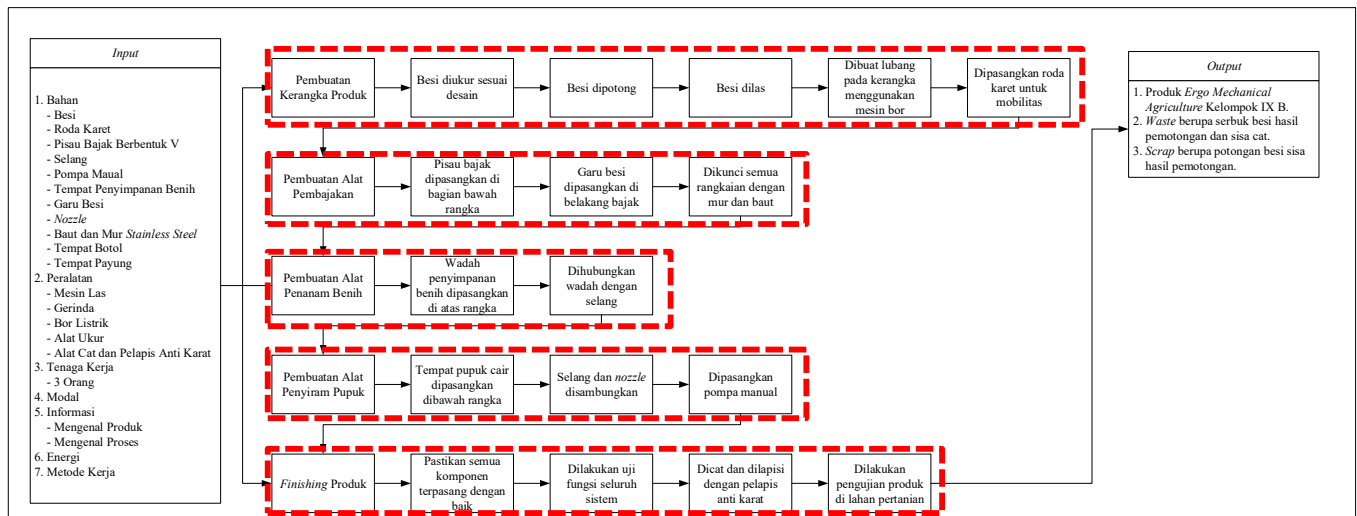 Input
1. Bahan
- Besi
- Roda Karet
- Pisau Bajak Berbentuk V
- Selang
- Pompa Maual
- Tempat Penyimpanan Benih
- Garu Besi
- Nozzle
- Baut dan Mur Stainless Steel
- Tempat Botol
- Tempat Payung
2. Peralatan
- Mesin Las
- Gerinda
- Bor Listrik
- Alat Ukur
- Alat Cat dan Pelapis Anti Karat
3. Tenaga Kerja
- 3 Orang
4. Modal
5. Informasi
- Mengenal Produk
- Mengenal Proses
6. Energi
7. Metode Kerja
Pembuatan
Kerangka Produk
Besi diukur sesuai
desain
Besi dipotong
Besi dilas
Dibuat lubang
pada kerangka
menggunakan
mesin bor
Dipasangkan roda
karet untuk
mobilitas
Pembuatan Alat
Pembajakan
Pisau bajak
dipasangkan di
bagian bawah
rangka
Garu besi
dipasangkan di
belakang bajak
Dikunci semua
rangkaian dengan
mur dan baut
Pembuatan Alat
Penanam Benih
Wadah
penyimpanan
benih dipasangkan
di atas rangka
Dihubungkan
wadah dengan
selang
Pembuatan Alat
Penyiram Pupuk
Tempat pupuk cair
dipasangkan
dibawah rangka
Selang dan nozzle
disambungkan
Dipasangkan
pompa manual
Finishing Produk
Pastikan semua
komponen
terpasang dengan
baik
Dilakukan uji
fungsi seluruh
sistem
Dicat dan dilapisi
dengan pelapis
anti karat
Dilakukan
pengujian produk
di lahan pertanian
Output
1. Produk Ergo Mechanical
Agriculture Kelompok IX B.
2. Waste berupa serbuk besi hasil
pemotongan dan sisa cat.
3. Scrap berupa potongan besi sisa
hasil pemotongan.